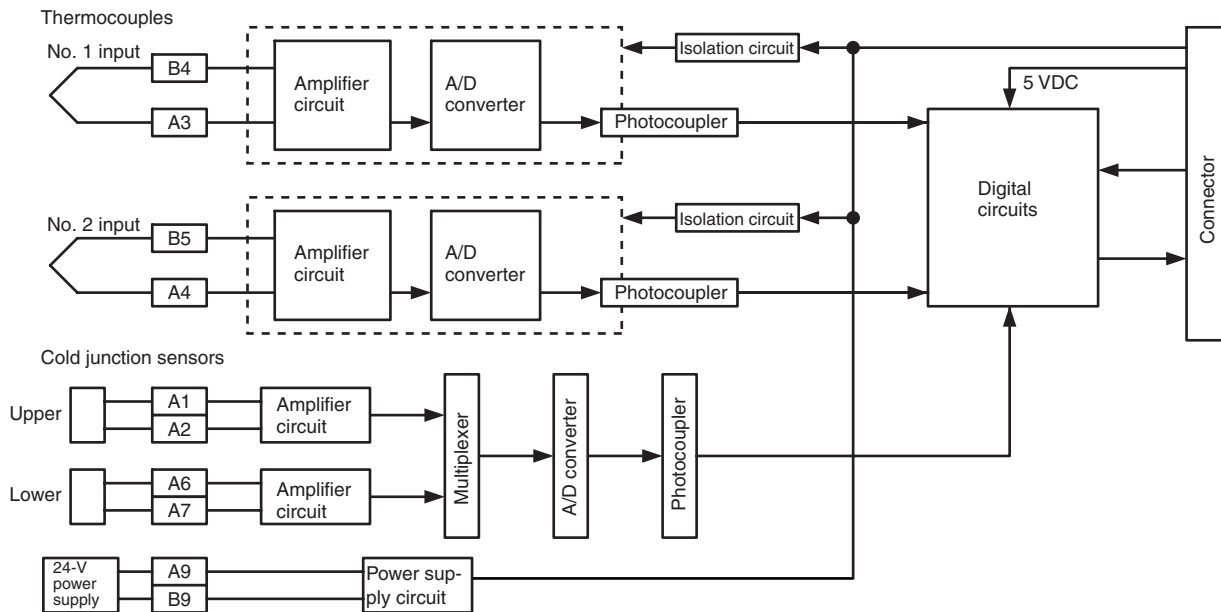 Thermocouples
No. 1 input
B4
A3
Amplifier
circuit
A/D
converter
Isolation circuit
Photocoupler
5 VDC
Digital
circuits
Connector
No. 2 input
B5
A4
Amplifier
circuit
A/D
converter
Isolation circuit
Photocoupler
Cold junction sensors
Upper
A1
A2
Amplifier
circuit
Lower
A6
A7
Amplifier
circuit
Multiplexer
A/D converter
Photocoupler
24-V
power
supply
A9
B9
Power sup-
ply circuit